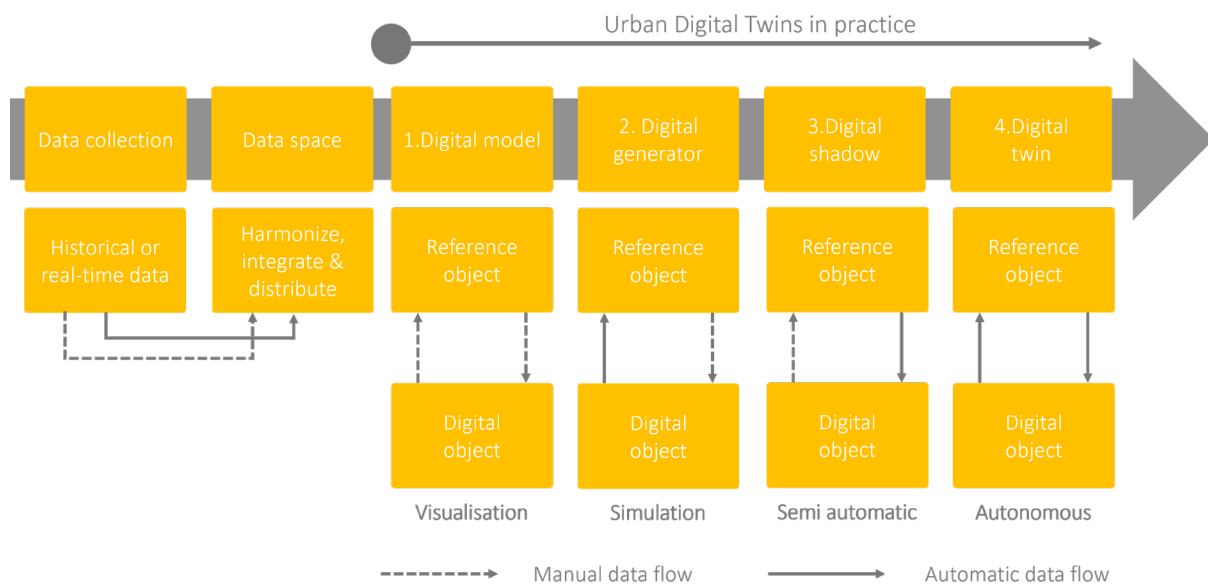 Urban Digital Twins in practice
Data collection
Data space
1.Digital model
2. Digital
generator
3.Digital
shadow
4.Digital
twin
Historical or
real-time data
Harmonize,
integrate &
distribute
Reference
object
Reference
object
Reference
object
Reference
object
Digital
object
Digital
object
Digital
object
Digital
object
Visualisation
Simulation
Semi automatic
Autonomous
Manual data flow
Automatic data flow